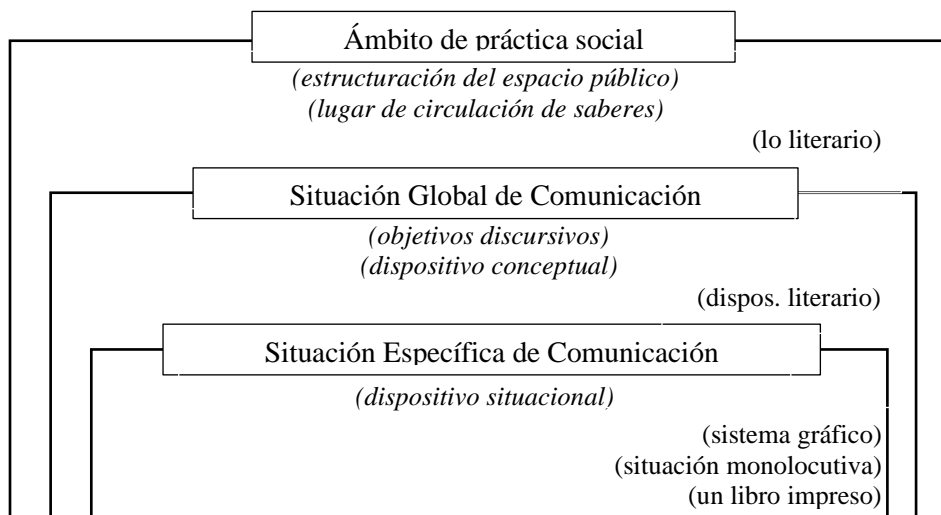 Ámbito de práctica social
(estructuración del espacio público)
(lugar de circulación de saberes)
(lo literario)
Situación Global de Comunicación
(objetivos discursivos)
(dispositivo conceptual)
(dispos. literario)
Situación Específica de Comunicación
(dispositivo situacional)
(sistema gráfico)
(situación monolocutiva)
(un libro impreso)